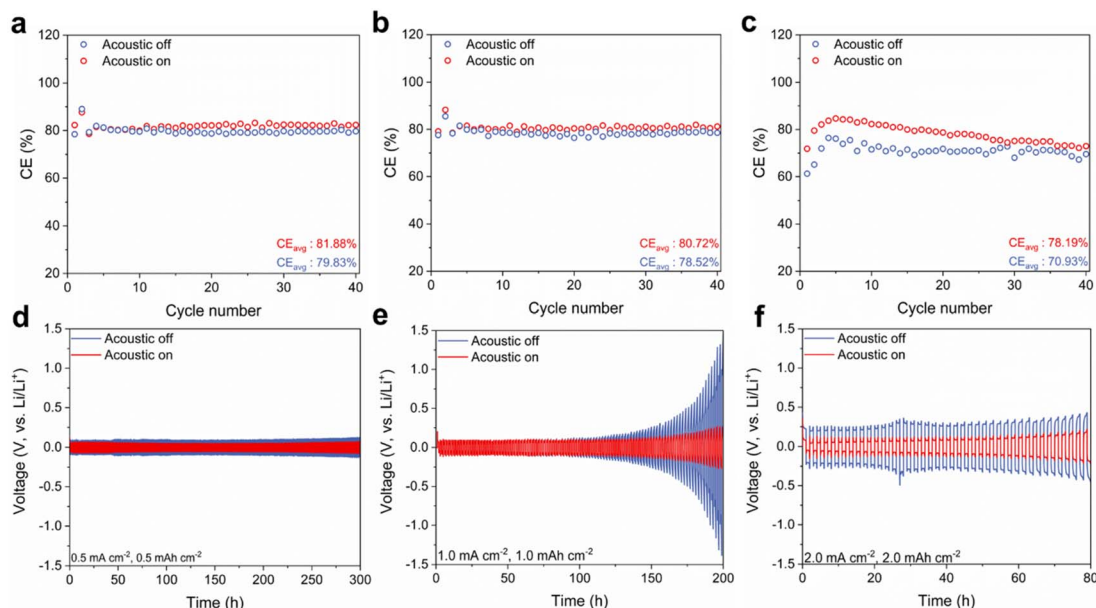 a
120
100
80
60
40
20
CE (%)
Acoustic off
Acoustic on
CEavg : 81.88%
CEavg : 79.83%
0 10 20 30 40
Cycle number
b
120
100
80
60
40
20
CE (%)
Acoustic off
Acoustic on
CEavg : 80.72%
CEavg : 78.52%
0 10 20 30 40
Cycle number
c
120
100
80
60
40
20
CE (%)
Acoustic off
Acoustic on
CEavg : 78.19%
CEavg : 70.93%
0 10 20 30 40
Cycle number
d
1.5
1.0
0.5
0.0
-0.5
-1.0
-1.5
Voltage (V, vs. Li/Li⁺)
Acoustic off
Acoustic on
0.5 mA cm⁻², 0.5 mAh cm⁻²
0 50 100 150 200 250 300
Time (h)
e
1.5
1.0
0.5
0.0
-0.5
-1.0
-1.5
Voltage (V, vs. Li/Li⁺)
Acoustic off
Acoustic on
1.0 mA cm⁻², 1.0 mAh cm⁻²
0 50 100 150 200
Time (h)
f
1.5
1.0
0.5
0.0
-0.5
-1.0
-1.5
Voltage (V, vs. Li/Li⁺)
Acoustic off
Acoustic on
2.0 mA cm⁻², 2.0 mAh cm⁻²
0 20 40 60 80
Time (h)